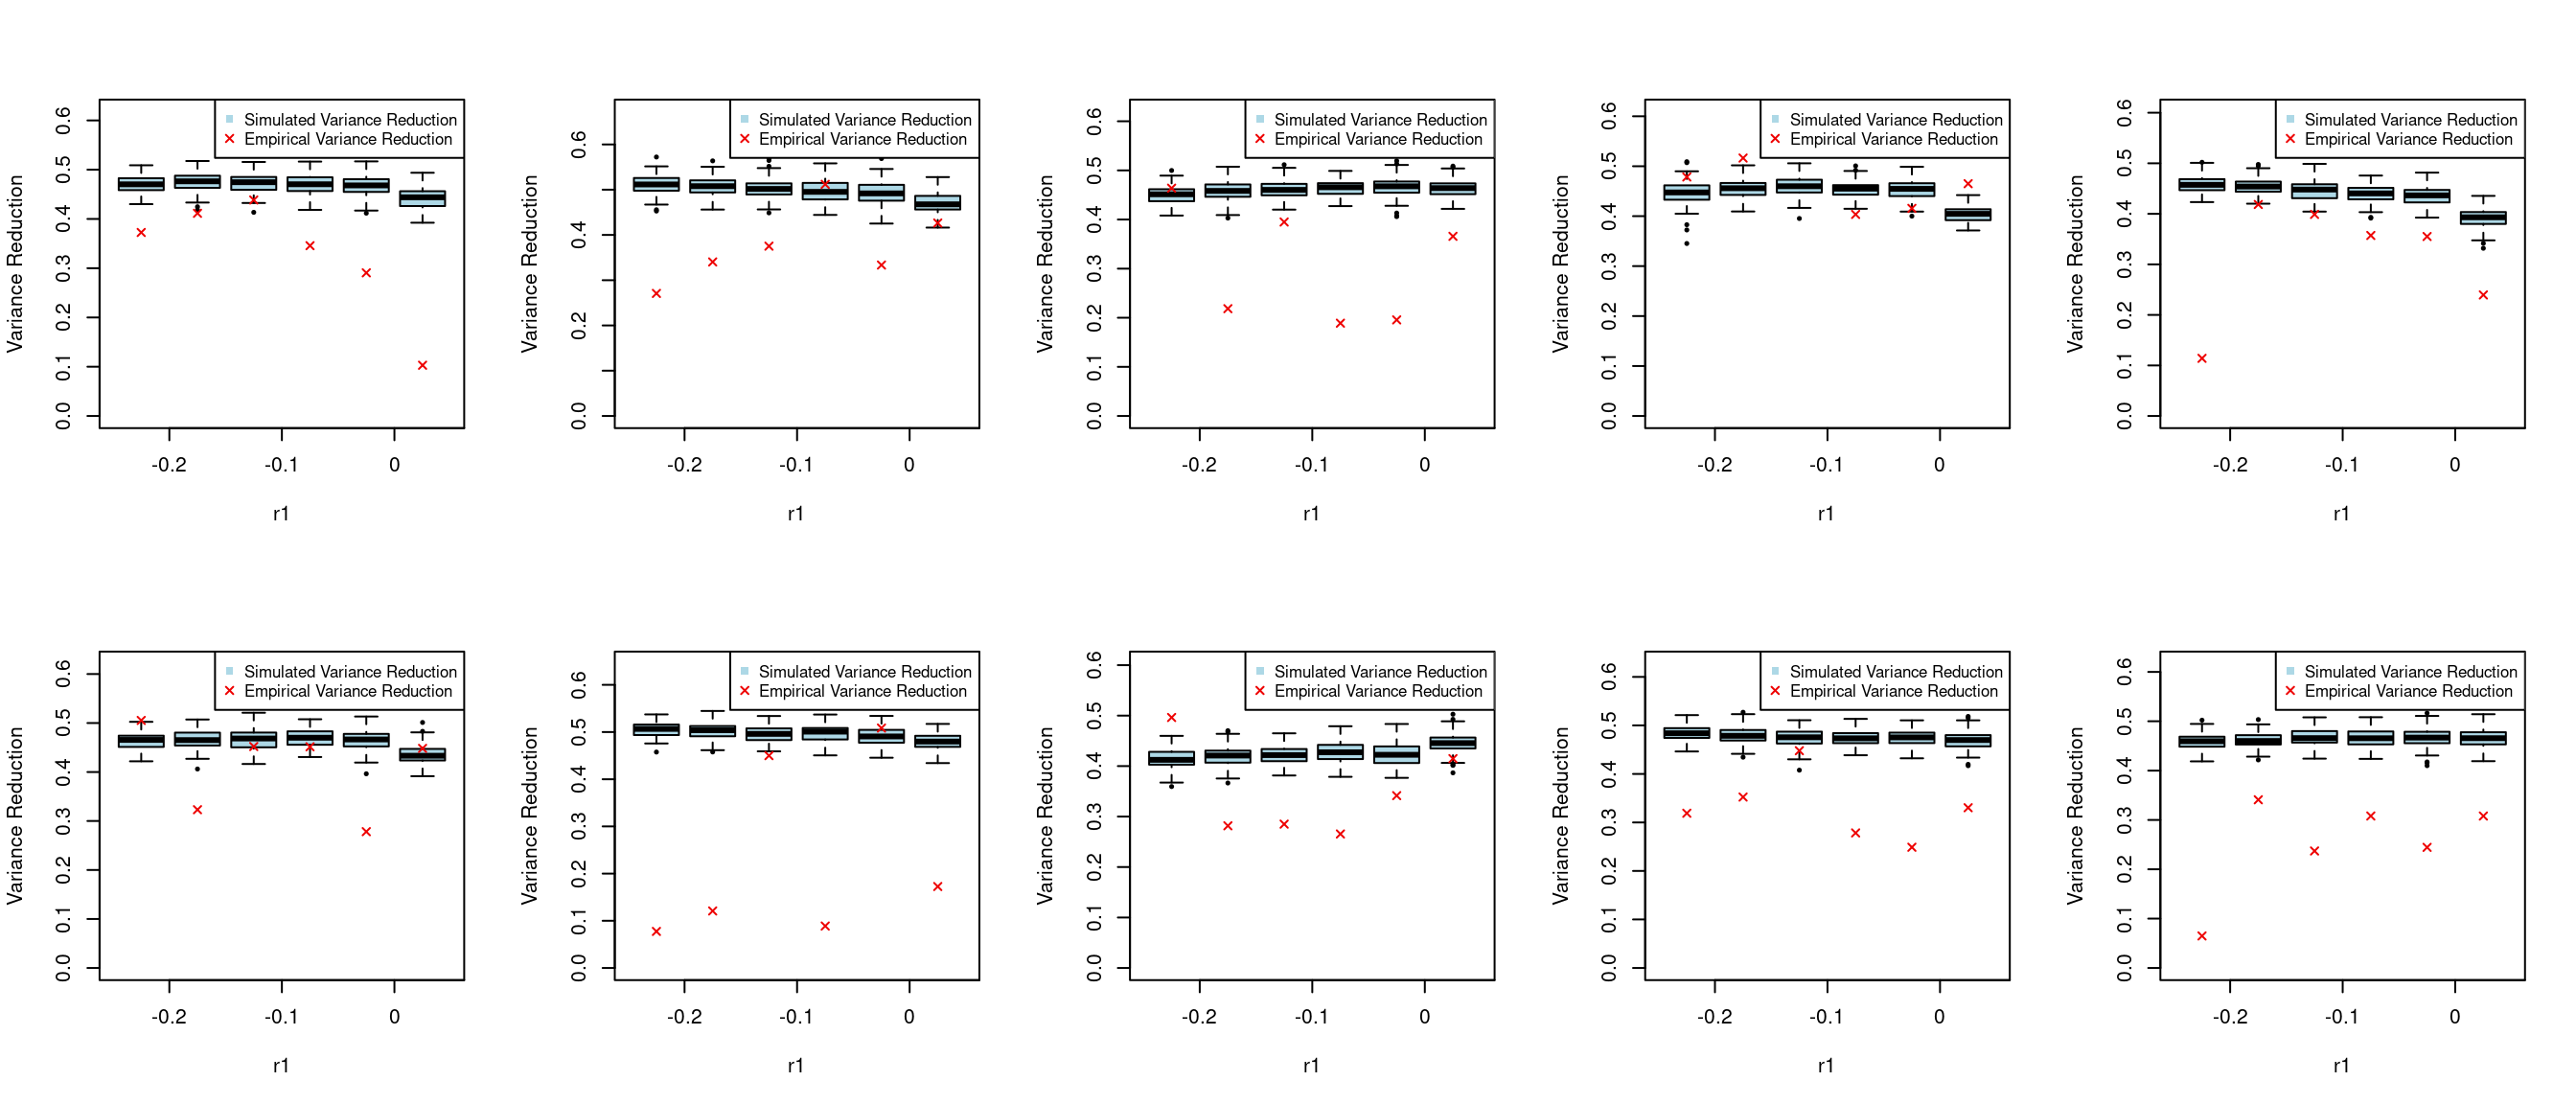 Simulated Variance Reduction
Empirical Variance Reduction
Variance Reduction
0.0 0.1 0.2 0.3 0.4 0.5 0.6
-0.2 -0.1 0
r1
Simulated Variance Reduction
Empirical Variance Reduction
Variance Reduction
0.0 0.2 0.4 0.6
-0.2 -0.1 0
r1
Simulated Variance Reduction
Empirical Variance Reduction
Variance Reduction
0.0 0.1 0.2 0.3 0.4 0.5 0.6
-0.2 -0.1 0
r1
Simulated Variance Reduction
Empirical Variance Reduction
Variance Reduction
0.0 0.1 0.2 0.3 0.4 0.5 0.6
-0.2 -0.1 0
r1
Simulated Variance Reduction
Empirical Variance Reduction
Variance Reduction
0.0 0.1 0.2 0.3 0.4 0.5 0.6
-0.2 -0.1 0
r1
Simulated Variance Reduction
Empirical Variance Reduction
Variance Reduction
0.0 0.1 0.2 0.3 0.4 0.5 0.6
-0.2 -0.1 0
r1
Simulated Variance Reduction
Empirical Variance Reduction
Variance Reduction
0.0 0.1 0.2 0.3 0.4 0.5 0.6
-0.2 -0.1 0
r1
Simulated Variance Reduction
Empirical Variance Reduction
Variance Reduction
0.0 0.1 0.2 0.3 0.4 0.5 0.6
-0.2 -0.1 0
r1
Simulated Variance Reduction
Empirical Variance Reduction
Variance Reduction
0.0 0.1 0.2 0.3 0.4 0.5 0.6
-0.2 -0.1 0
r1
Simulated Variance Reduction
Empirical Variance Reduction
Variance Reduction
0.0 0.1 0.2 0.3 0.4 0.5 0.6
-0.2 -0.1 0
r1